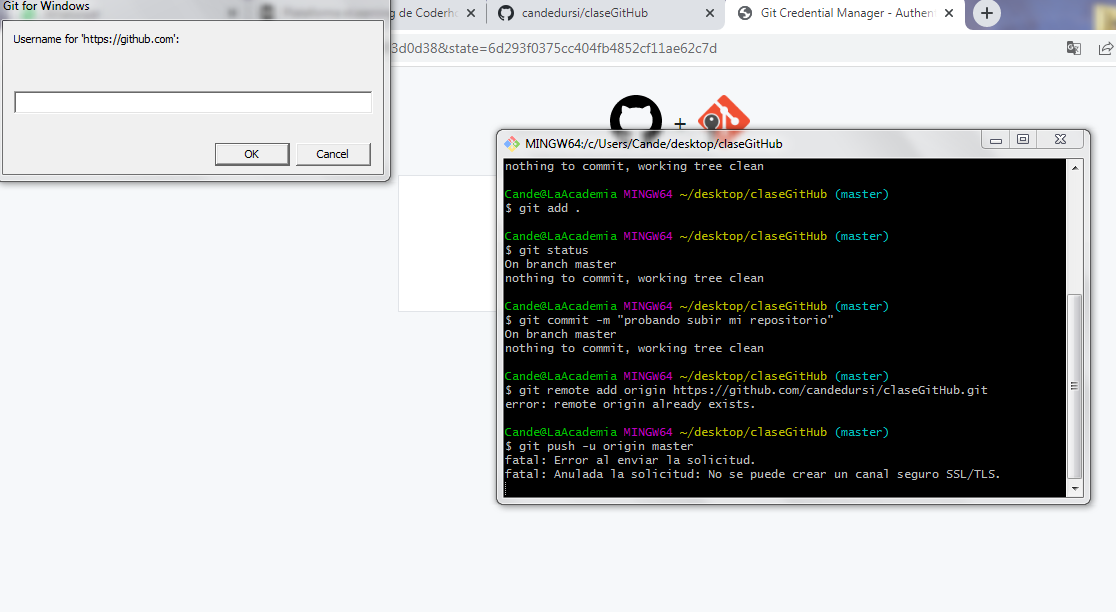 Git for Windows
Username for 'https://github.com':
OK
Cancel
de Coderh
candedursi/claseGitHub
Git Credential Manager - Authen
3d0d38&state=6d293f0375cc404fb4852cf11ae62c7d
+
MINGW64:/c/Users/Cande/desktop/claseGitHub
nothing to commit, working tree clean
Cande@LaAcademia MINGW64 ~/desktop/claseGitHub (master)
$ git add .
Cande@LaAcademia MINGW64 ~/desktop/claseGitHub (master)
$ git status
On branch master
nothing to commit, working tree clean
Cande@LaAcademia MINGW64 ~/desktop/claseGitHub (master)
$ git commit -m "probando subir mi repositorio"
On branch master
nothing to commit, working tree clean
Cande@LaAcademia MINGW64 ~/desktop/claseGitHub (master)
$ git remote add origin https://github.com/candedursi/claseGitHub.git
error: remote origin already exists.
Cande@LaAcademia MINGW64 ~/desktop/claseGitHub (master)
$ git push -u origin master
fatal: Error al enviar la solicitud.
fatal: Anulada la solicitud: No se puede crear un canal seguro SSL/TLS.